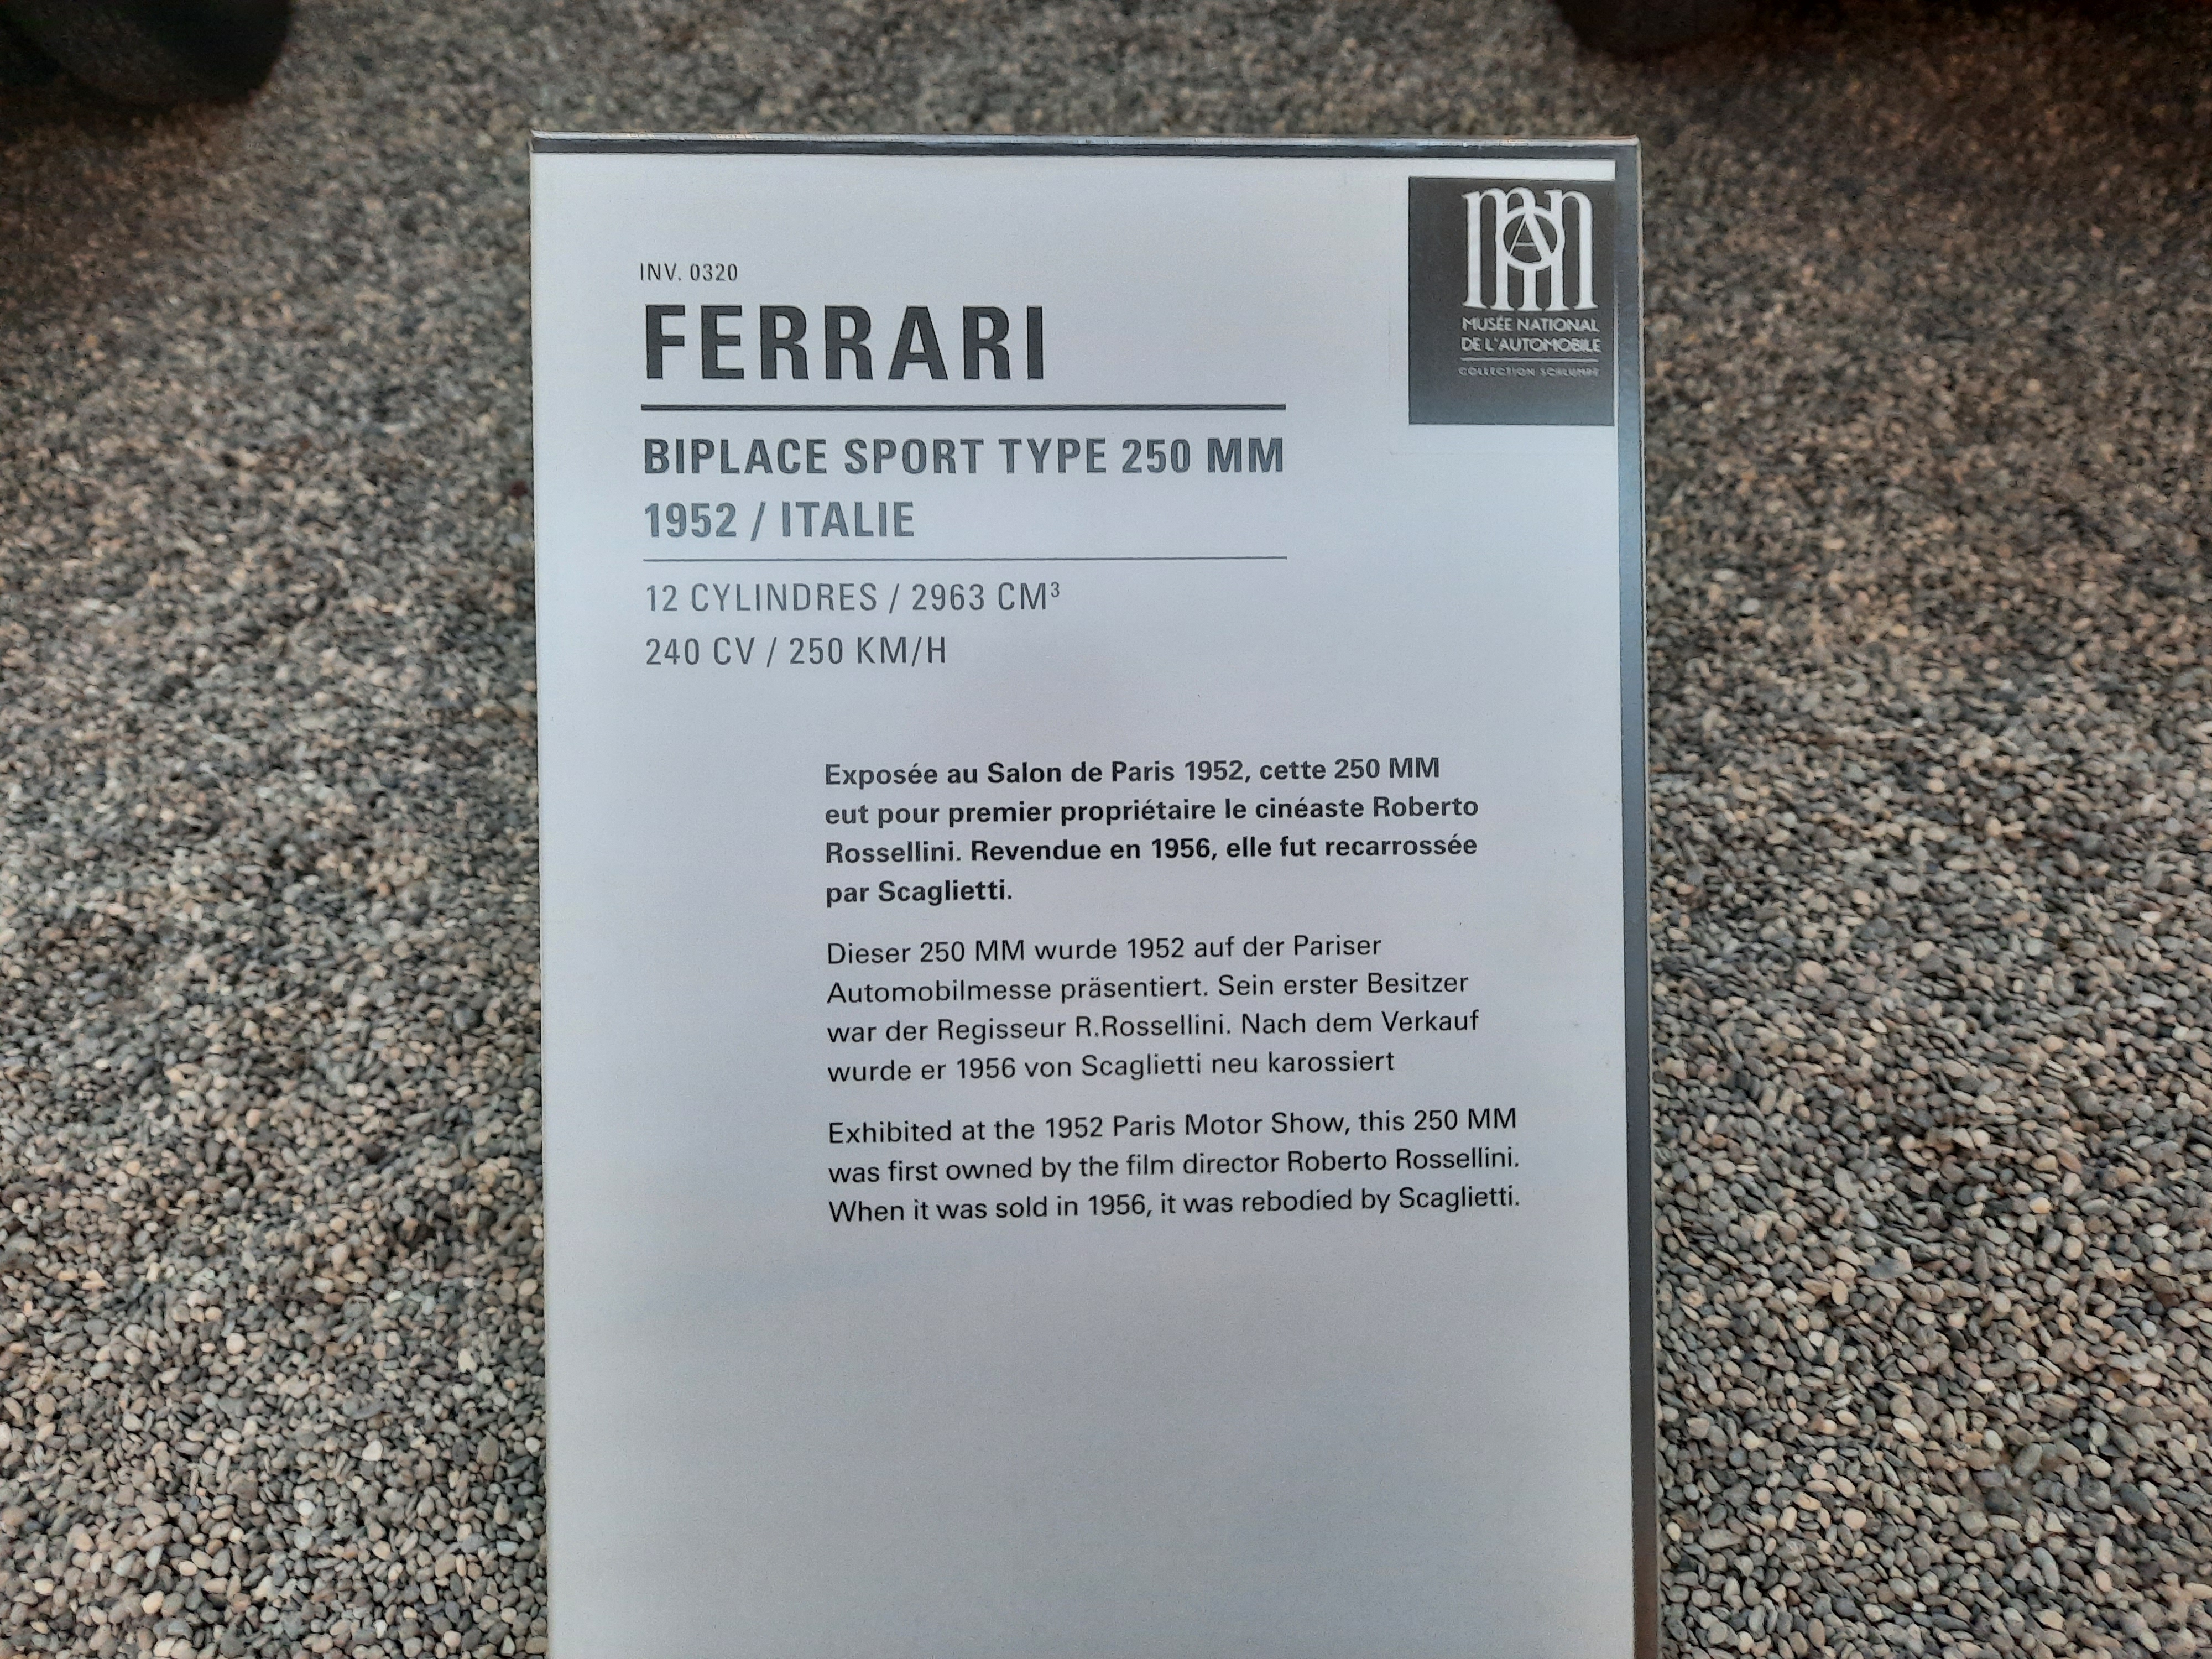 INV. 0320
FERRARI
BIPLACE SPORT TYPE 250 MM
1952 / ITALIE
12 CYLINDRES / 2963 CM³
240 CV / 250 KM/H
MUSÉE NATIONAL
DE L'AUTOMOBILE
COLLECTION SCHLUMPF
Exposée au Salon de Paris 1952, cette 250 MM
eut pour premier propriétaire le cinéaste Roberto
Rossellini. Revendue en 1956, elle fut recarrossée
par Scaglietti.
Dieser 250 MM wurde 1952 auf der Pariser
Automobilmesse präsentiert. Sein erster Besitzer
war der Regisseur R.Rossellini. Nach dem Verkauf
wurde er 1956 von Scaglietti neu karossiert
Exhibited at the 1952 Paris Motor Show, this 250 MM
was first owned by the film director Roberto Rossellini.
When it was sold in 1956, it was rebodied by Scaglietti.